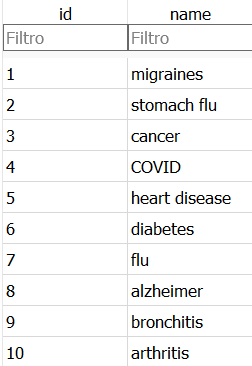 id name
Filtro Filtro
1 migraines
2 stomach flu
3 cancer
4 COVID
5 heart disease
6 diabetes
7 flu
8 alzheimer
9 bronchitis
10 arthritis